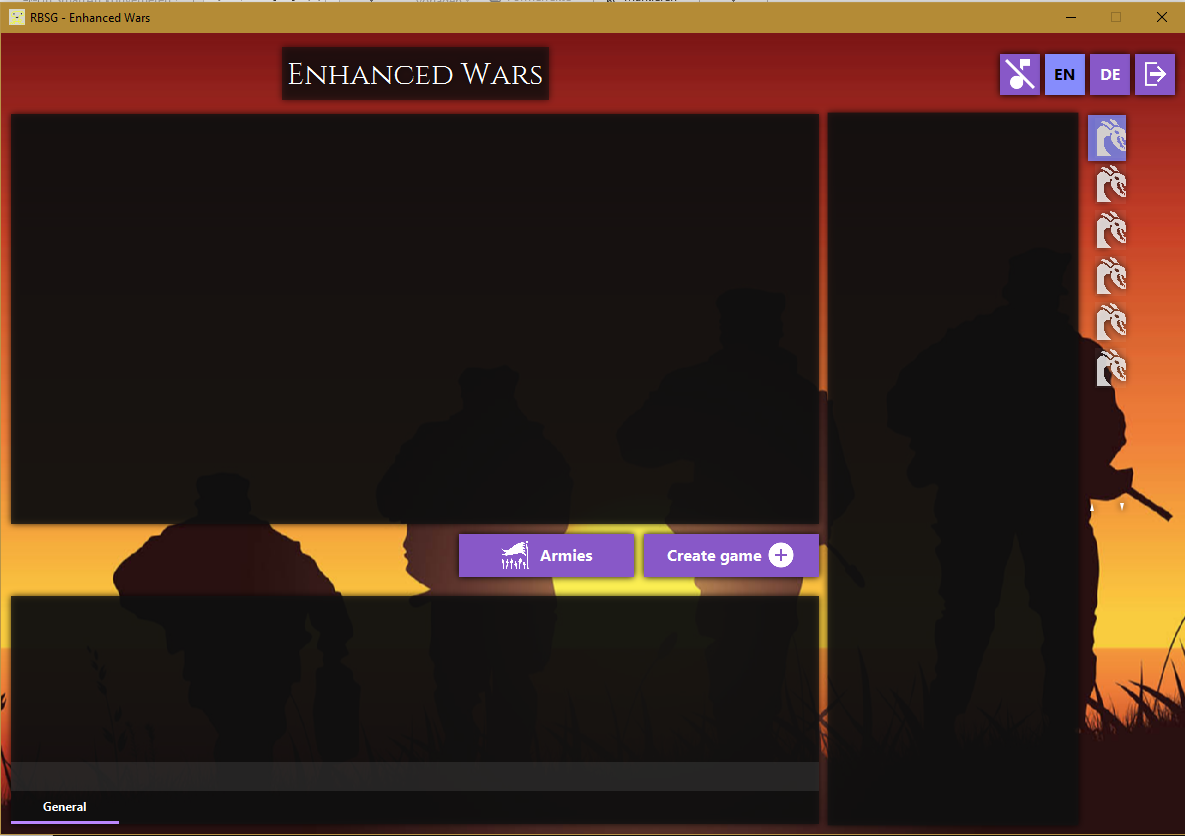 RBSG - Enhanced Wars
Enhanced Wars
EN
DE
Armies
Create game
General